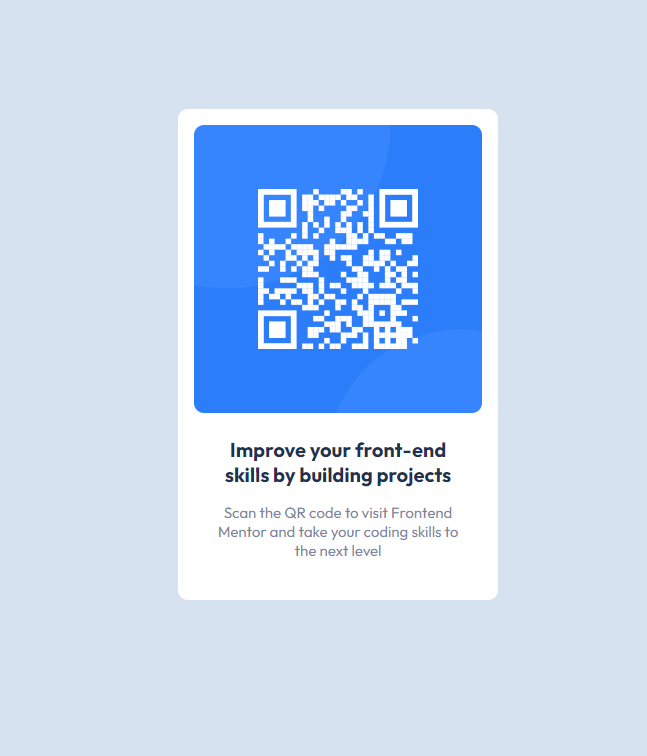 Improve your front-end
skills by building projects
Scan the QR code to visit Frontend
Mentor and take your coding skills to
the next level